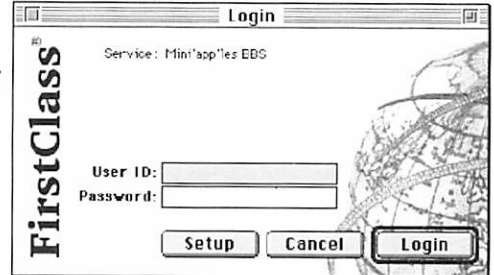 Login
FirstClass®
Service: Mini'app'les BBS
User ID:
Password:
Setup Cancel Login